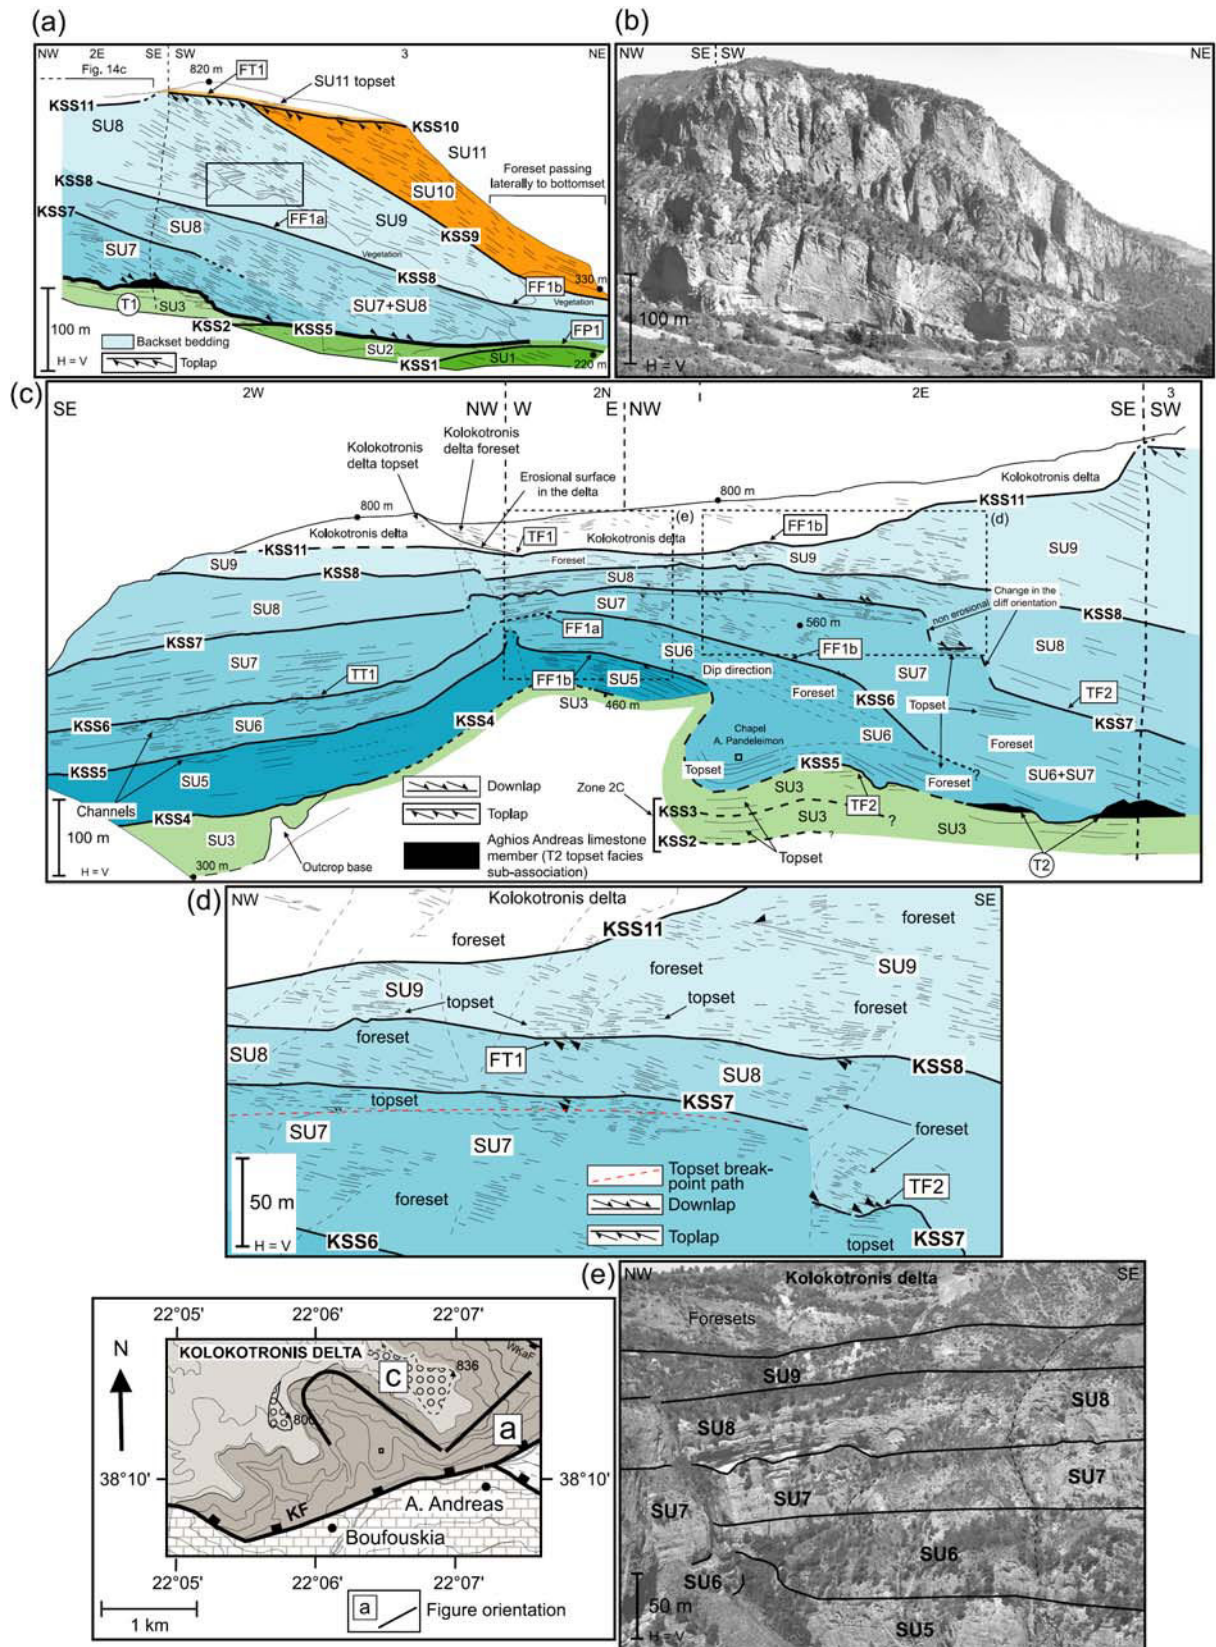 (a)
NW 2E SE SW 3 NE
Fig. 14c
820 m
FT1
SU11 topset
KSS11
SU8
KSS10
SU11
Foreset passing
laterally to bottomset
SU10
KSS8
SU9
KSS7
SU8
FF1a
KSS9
SU7
Vegetation
KSS8
FF1b
330 m
Vegetation
T1
SU3
SU7+SU8
100 m
KSS2
KSS5
FP1
Backset bedding
SU2
SU1
H = V
KSS1
220 m
Toplap
(b)
NW SE SW NE
100 m
H = V
(c)
SE 2W NW W 2N E NW 2E SE SW 3
Kolokotronis
delta topset
Kolokotronis
delta foreset
Erosional surface
in the delta
800 m
800 m
Kolokotronis delta
KSS11
(e)
(d)
Kolokotronis delta
TF1
Kolokotronis delta
FF1b
KSS11
SU9
KSS8
Foreset
SU9
SU9
SU8
SU8
Change in the
cliff orientation
non erosional
KSS7
SU7
KSS8
560 m
FF1a
FF1b
SU8
SU7
TT1
SU6
SU7
Dip direction
FF1b
SU5
Foreset
TF2
KSS6
SU6
KSS4
SU3
460 m
KSS6
Topset
KSS7
Chapel
A. Pandeleimon
SU6
Foreset
KSS5
SU5
Topset
KSS5
Foreset
?
SU6+SU7
Channels
Downlap
Zone 2C
SU3
TF2
KSS4
Toplap
KSS3
SU3
?
SU3
100 m
SU3
KSS2
?
Outcrop base
Aghios Andreas limestone
member (T2 topset facies
sub-association)
Topset
T2
H = V
300 m
(d)
NW
Kolokotronis delta
SE
foreset
KSS11
foreset
foreset
SU9
SU9
topset
topset
foreset
foreset
SU8
FT1
SU8
KSS8
topset
KSS7
SU7
SU7
foreset
Topset break-
point path
TF2
50 m
foreset
Downlap
H = V
KSS6
Toplap
topset
KSS7
(e)
NW
Kolokotronis delta
SE
Foresets
SU9
SU8
SU8
SU7
SU7
SU7
SU6
SU6
50 m
SU5
H = V
22°05' 22°06' 22°07'
N
KOLOKOTRONIS DELTA
WKaF
C
836
800
a
38°10'
38°10'
KF
A. Andreas
Boufouskia
22°05' 22°06' 22°07'
1 km
a
Figure orientation